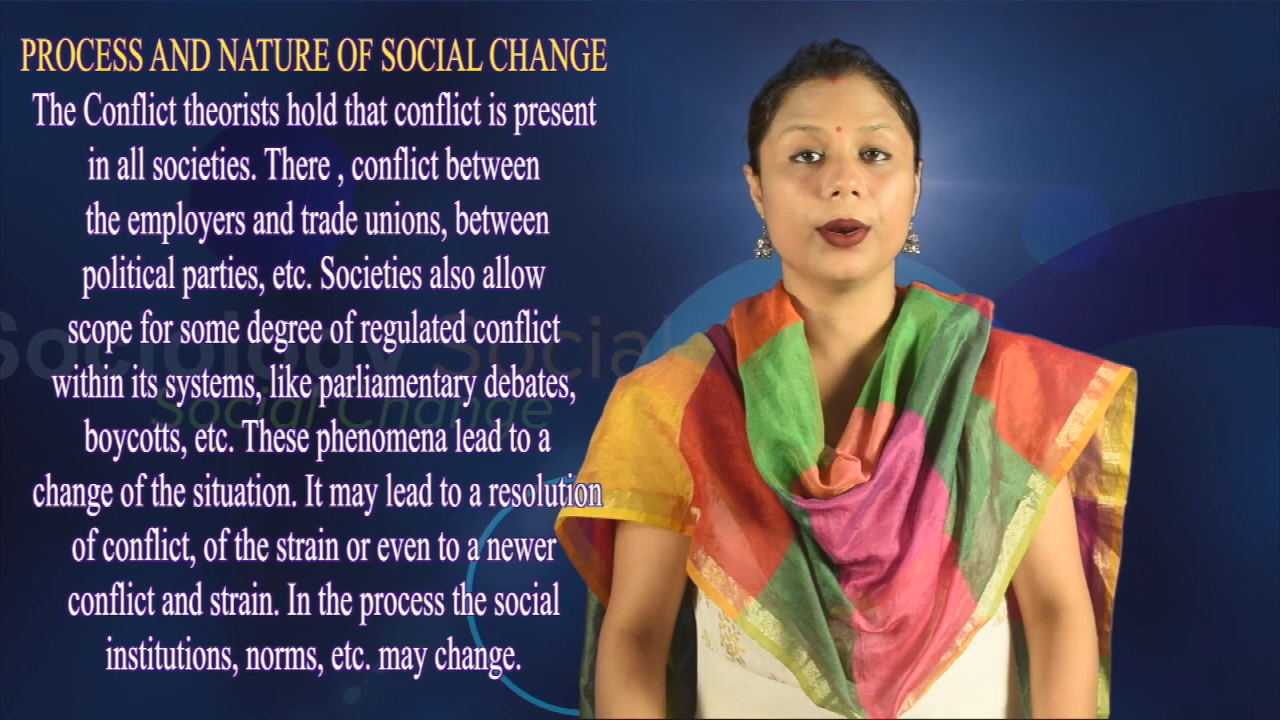 PROCESS AND NATURE OF SOCIAL CHANGE
The Conflict theorists hold that conflict is present
in all societies. There , conflict between
the employers and trade unions, between
political parties, etc. Societies also allow
scope for some degree of regulated conflict
within its systems, like parliamentary debates,
boycotts, etc. These phenomena lead to a
change of the situation. It may lead to a resolution
of conflict, of the strain or even to a newer
conflict and strain. In the process the social
institutions, norms, etc. may change.
Sociology Social
Social Change